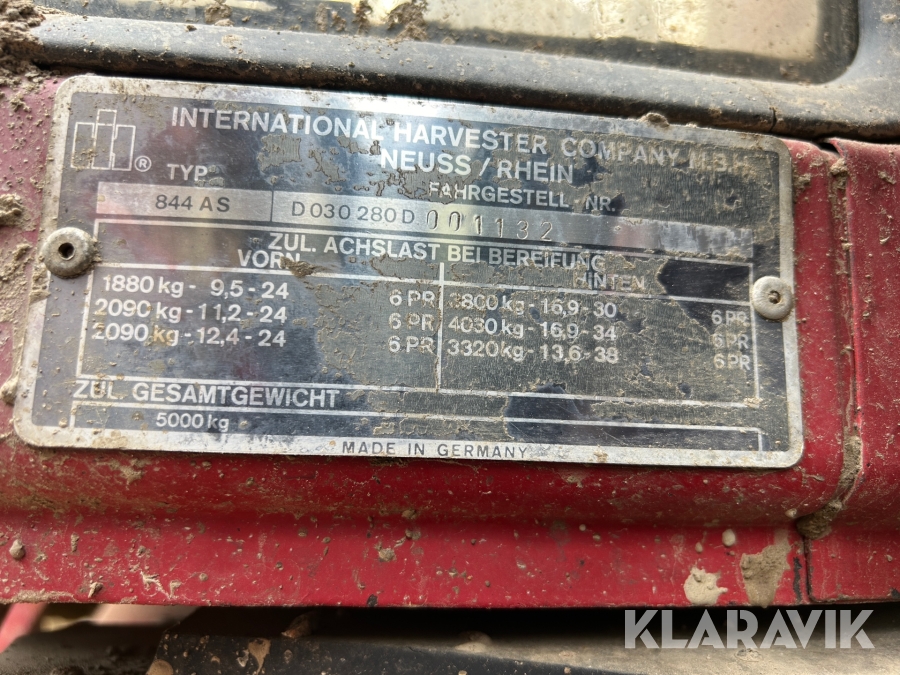 INTERNATIONAL HARVESTER COMPANY M.B.H.
NEUSS / RHEIN
®
TYP FAHRGESTELL NR.
844 AS D 030 280 D 001132
ZUL. ACHSLAST BEI BEREIFUNG
VORN HINTEN
1880 kg - 9,5 - 24 6 PR 3800 kg - 16,9 - 30 6 PR
2090 kg - 11,2 - 24 6 PR 4030 kg - 16,9 - 34 6 PR
2090 kg - 12,4 - 24 6 PR 3320 kg - 13,6 - 38 6 PR
ZUL. GESAMTGEWICHT
5000 kg
MADE IN GERMANY
KLARAVIK